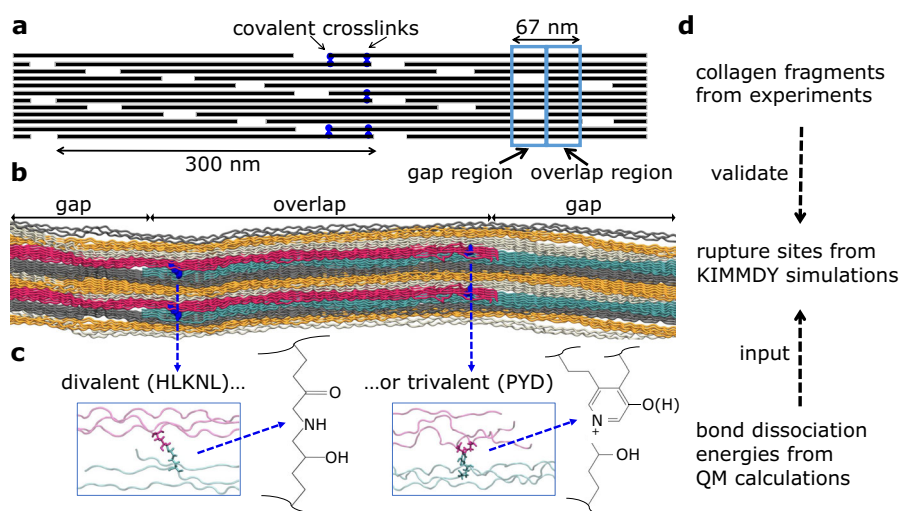 a
covalent crosslinks
67 nm
300 nm
gap region
overlap region
b
gap
overlap
gap
c
divalent (HLKNL)...
...or trivalent (PYD)
O
NH
OH
O(H)
N
+
OH
d
collagen fragments
from experiments
validate
rupture sites from
KIMMDY simulations
input
bond dissociation
energies from
QM calculations